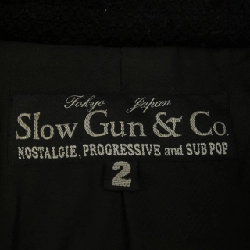 Tokyo Japan
Slow Gun & Co.
NOSTALGIE, PROGRESSIVE and SUB POP
2